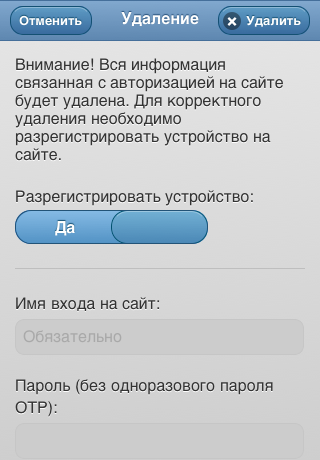 Отменить Удаление Удалить
Внимание! Вся информация
связанная с авторизацией на сайте
будет удалена. Для корректного
удаления необходимо
разрегистрировать устройство на
сайте.
Разрегистрировать устройство:
Да
Имя входа на сайт:
Обязательно
Пароль (без одноразового пароля
OTP):